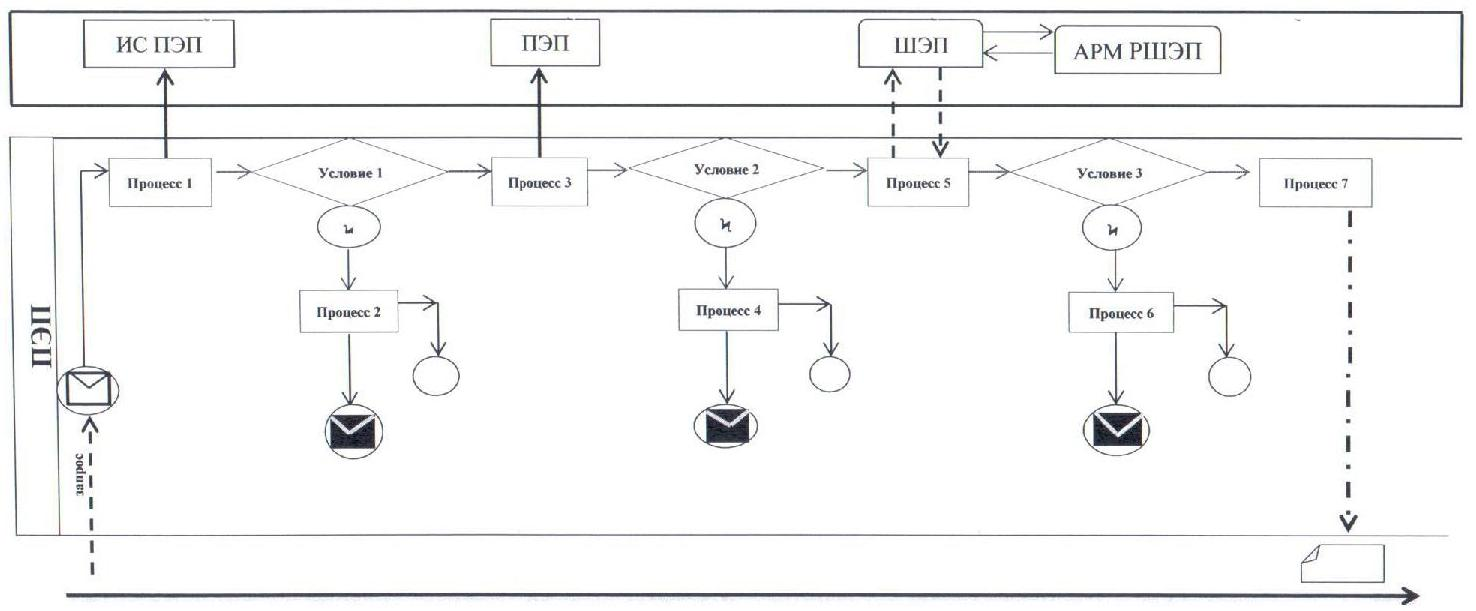 ИС ПЭП
ПЭП
ШЭП
АРМ РШЭП
Процесс 1
Условие 1
Процесс 3
Условие 2
Процесс 5
Условие 3
Процесс 7
Процесс 2
Процесс 4
Процесс 6
ПЭП
запрос